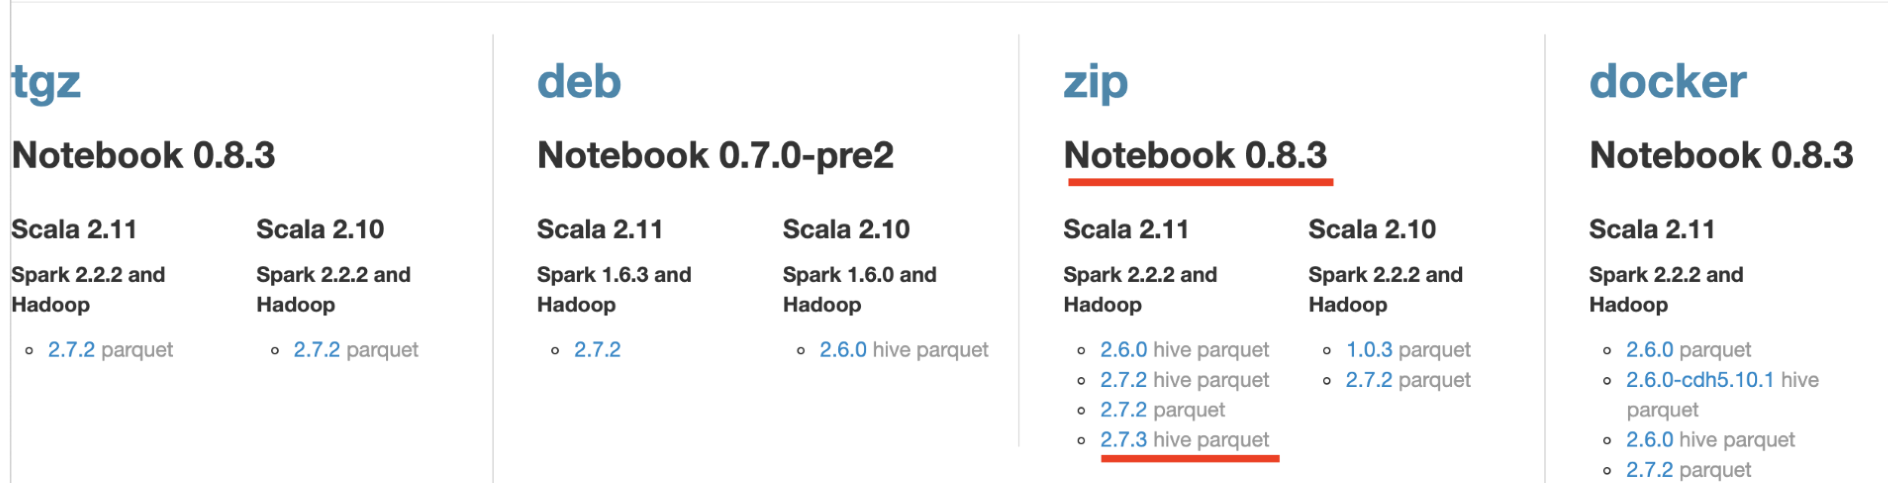 tgz
Notebook 0.8.3
Scala 2.11
Spark 2.2.2 and
Hadoop
2.7.2 parquet
Scala 2.10
Spark 2.2.2 and
Hadoop
2.7.2 parquet
deb
Notebook 0.7.0-pre2
Scala 2.11
Spark 1.6.3 and
Hadoop
2.7.2
Scala 2.10
Spark 1.6.0 and
Hadoop
2.6.0 hive parquet
zip
Notebook 0.8.3
Scala 2.11
Spark 2.2.2 and
Hadoop
2.6.0 hive parquet
2.7.2 hive parquet
2.7.2 parquet
2.7.3 hive parquet
Scala 2.10
Spark 2.2.2 and
Hadoop
1.0.3 parquet
2.7.2 parquet
docker
Notebook 0.8.3
Scala 2.11
Spark 2.2.2 and
Hadoop
2.6.0 parquet
2.6.0-cdh5.10.1 hive
parquet
2.6.0 hive parquet
2.7.2 parquet